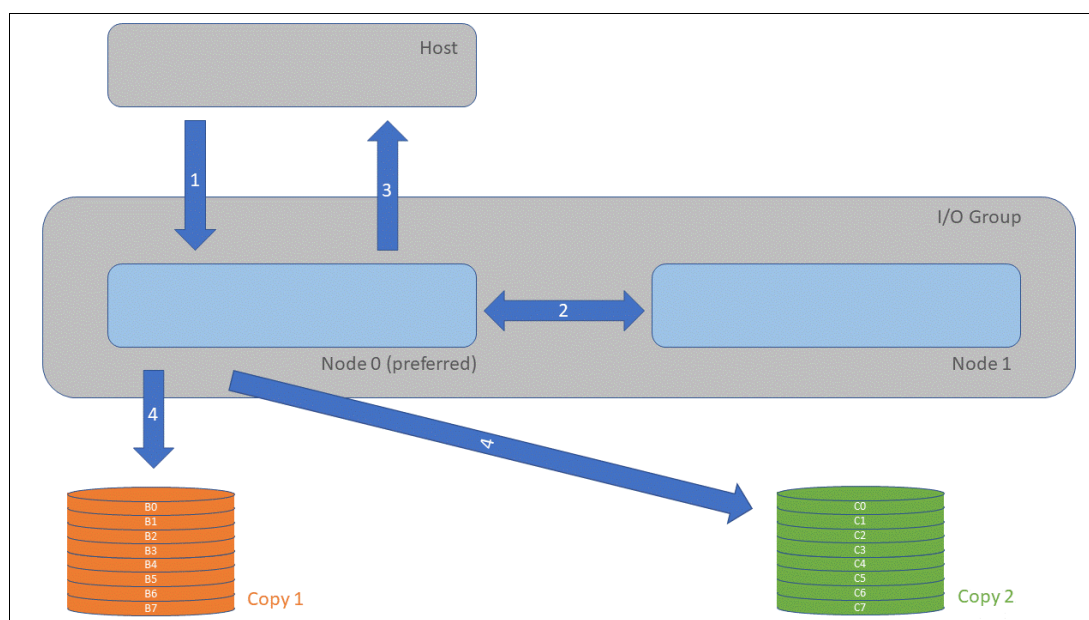 Host
1
3
I/O Group
2
Node 0 (preferred)
Node 1
4
4
B0
B1
B2
B3
B4
B5
B6
B7
Copy 1
C0
C1
C2
C3
C4
C5
C6
C7
Copy 2